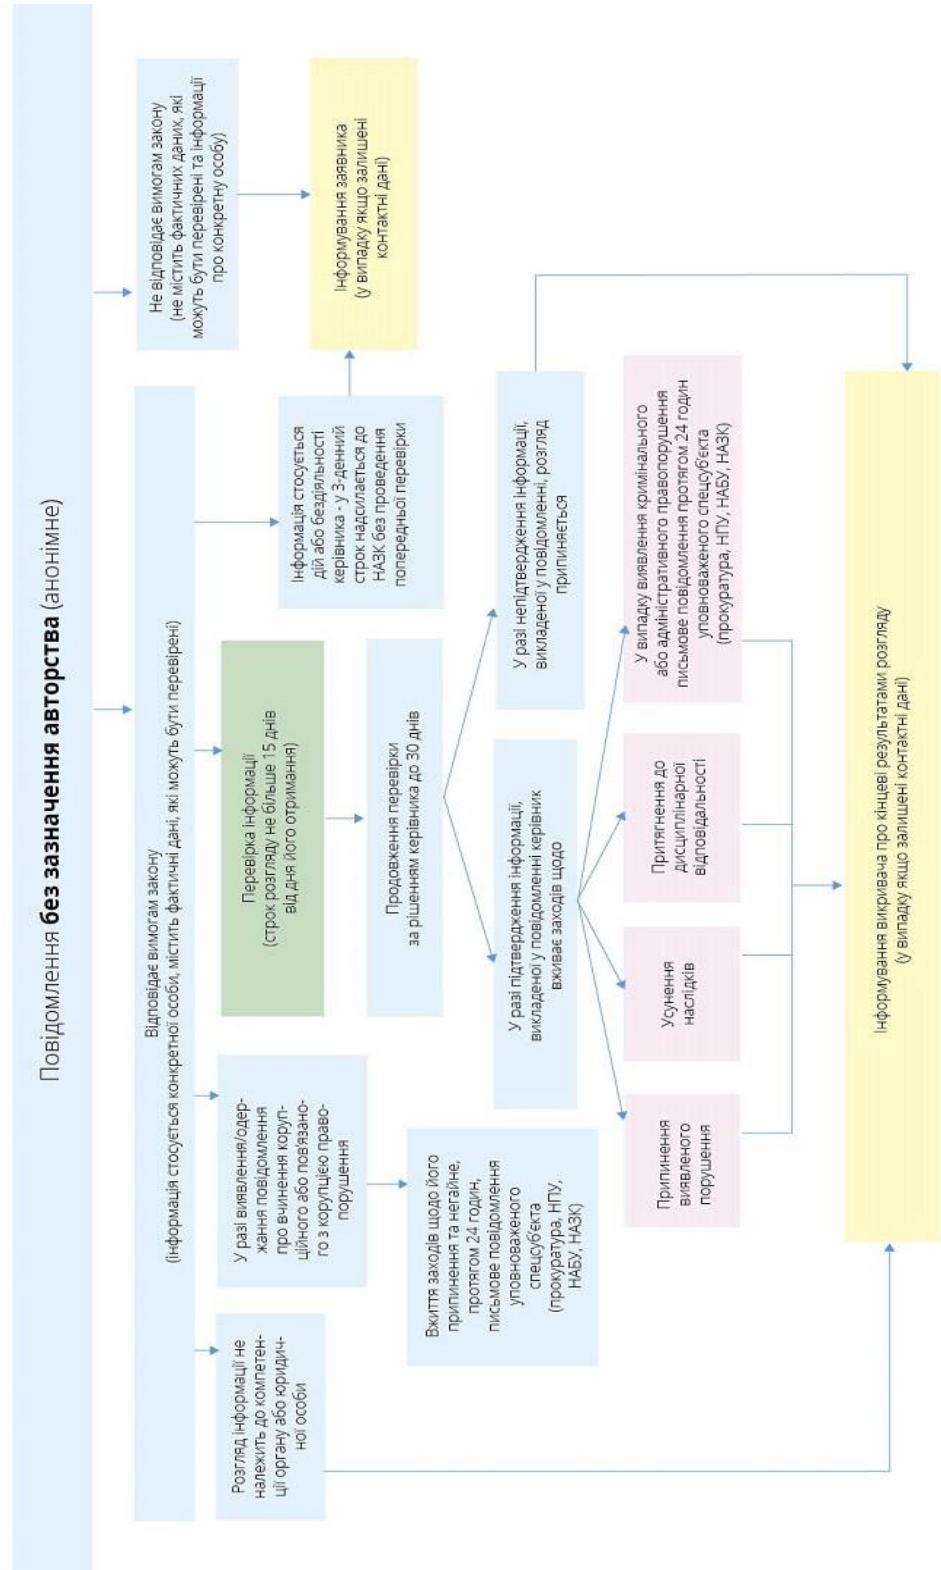 Повідомлення без зазначення авторства (анонімне)
Відповідає вимогам закону
(інформація стосується конкретної особи, містить фактичні дані, які можуть бути перевірені)
Не відповідає вимогам закону
(не містить фактичних даних, які
можуть бути перевірені та інформації
про конкретну особу)
Розгляд інформації не
належить до компетен-
ції органу або юридич-
ної особи
У разі виявлення/одер-
жання повідомлення
про вчинення коруп-
ційного або пов'язано-
го з корупцією право-
порушення
Перевірка інформації
(строк розгляду не більше 15 днів
від дня його отримання)
Інформація стосується
дій або бездіяльності
керівника - у 3-денний
строк надсилається до
НАЗК без проведення
попередньої перевірки
Інформування заявника
(у випадку якщо залишені
контактні дані)
Вжиття заходів щодо його
припинення та негайне,
протягом 24 годин,
письмове повідомлення
уповноваженого
спецсуб'єкта
(прокуратура, НПУ,
НАБУ, НАЗК)
Продовження перевірки
за рішенням керівника до 30 днів
У разі підтвердження інформації,
викладеної у повідомленні керівник
вживає заходів щодо
У разі непідтвердження інформації,
викладеної у повідомленні, розгляд
припиняється
Припинення
виявленого
порушення
Усунення
наслідків
Притягнення до
дисциплінарної
відповідальності
У випадку виявлення кримінального
або адміністративного правопорушення
письмове повідомлення протягом 24 годин
уповноваженого спецсуб'єкта
(прокуратура, НПУ, НАБУ, НАЗК)
Інформування викривача про кінцеві результатами розгляду
(у випадку якщо залишені контактні дані)